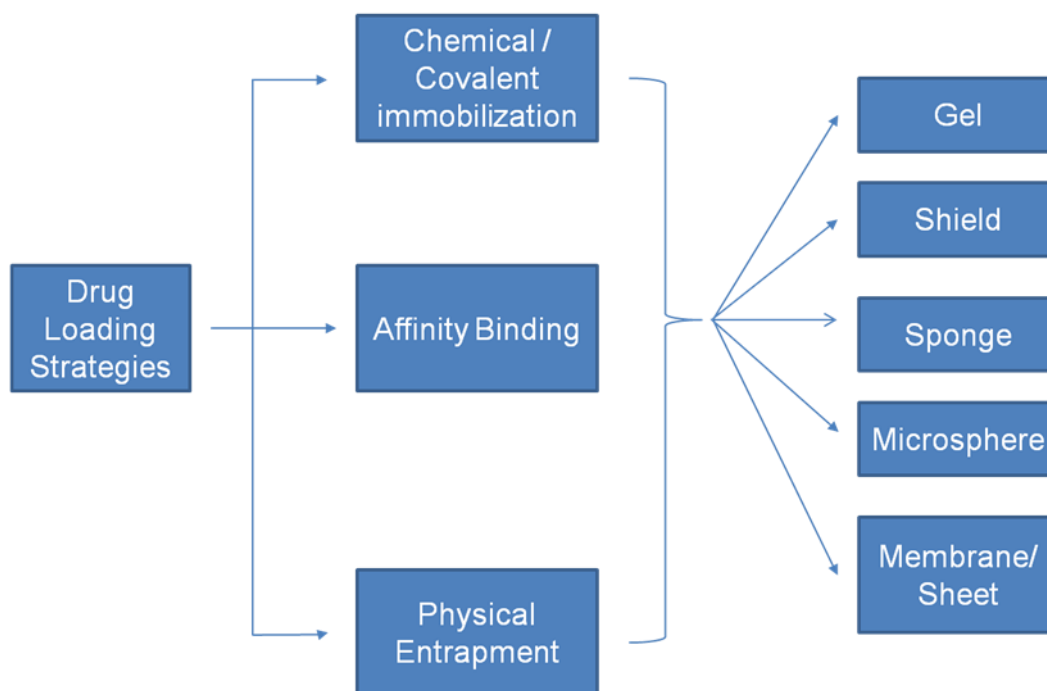 Drug
Loading
Strategies
Chemical /
Covalent
immobilization
Affinity Binding
Physical
Entrapment
Gel
Shield
Sponge
Microsphere
Membrane/
Sheet